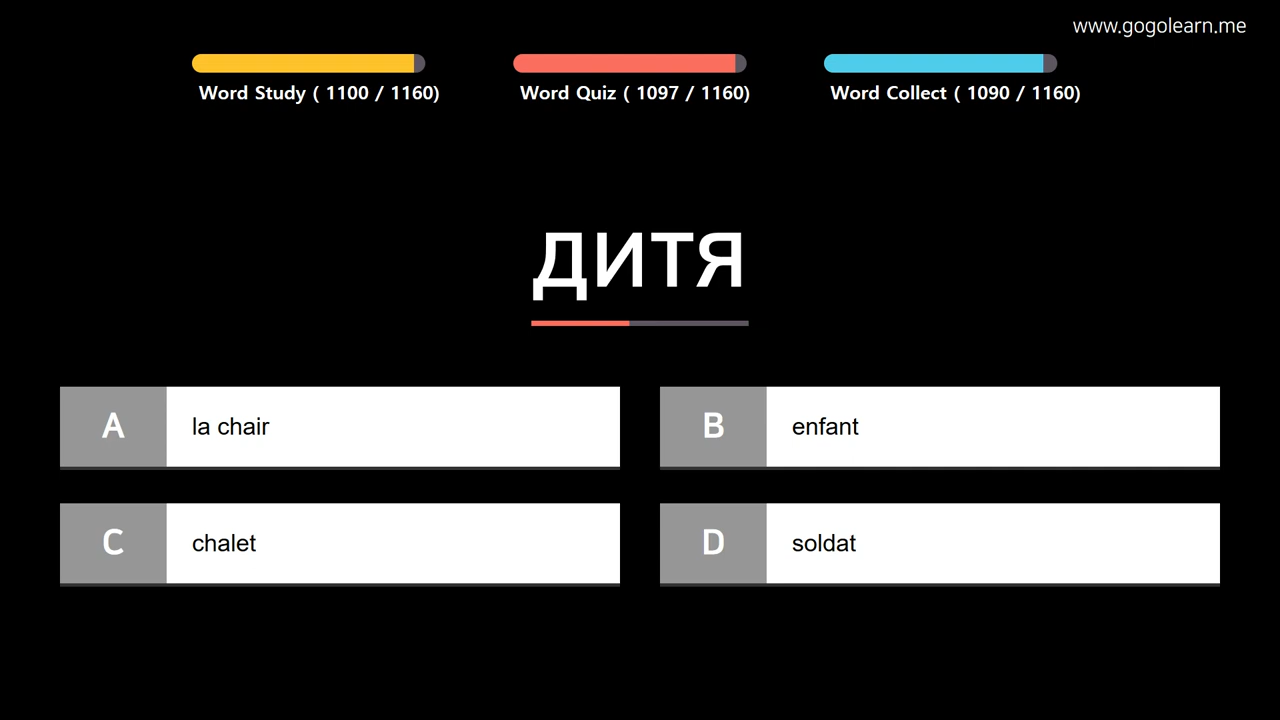 www.gogolearn.me
Word Study ( 1100 / 1160)
Word Quiz ( 1097 / 1160)
Word Collect ( 1090 / 1160)
дитя
A la chair
B enfant
C chalet
D soldat